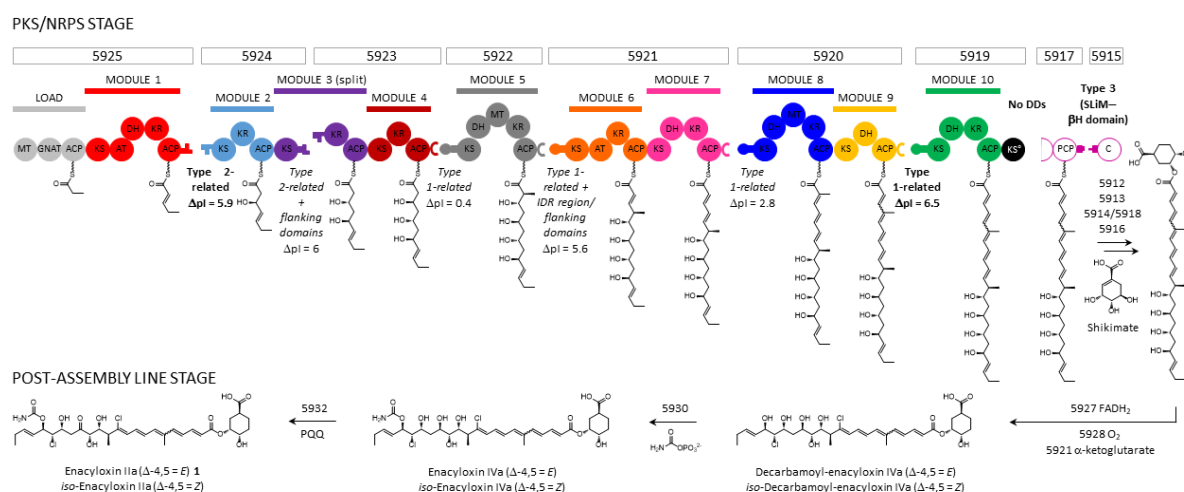 PKS/NRPS STAGE
5925 5924 5923 5922 5921 5920 5919 5917 5915
MODULE 1 MODULE 3 (split) MODULE 5 MODULE 7 MODULE 8 MODULE 10 Type 3
LOAD MODULE 2 MODULE 4 MODULE 6 MODULE 9 No DDs (SLiM—
βH domain)
MT GNAT ACP KS AT DH KR ACP KS KR ACP KS KR ACP KS KR ACP KS DH MT KR ACP KS AT KR ACP KS DH KR ACP KS DH MT KR ACP KS DH KR ACP KS DH KR ACP KS⁰ PCP C
Type 2-
related
ΔpI = 5.9
Type
2-related
+
flanking
domains
ΔpI = 6
Type
1-related
ΔpI = 0.4
Type 1-
related +
IDR region/
flanking
domains
ΔpI = 5.6
Type
1-related
ΔpI = 2.8
Type
1-related
ΔpI = 6.5
5912
5913
5914/5918
5916
Shikimate
POST-ASSEMBLY LINE STAGE
5932
PQQ
5930
5927 FADH₂
5928 O₂
5921 α-ketoglutarate
Enacyloxin IIa (Δ-4,5 = E) 1
iso-Enacyloxin IIa (Δ-4,5 = Z)
Enacyloxin IVa (Δ-4,5 = E)
iso-Enacyloxin IVa (Δ-4,5 = Z)
Decarbamoyl-enacyloxin IVa (Δ-4,5 = E)
iso-Decarbamoyl-enacyloxin IVa (Δ-4,5 = Z)